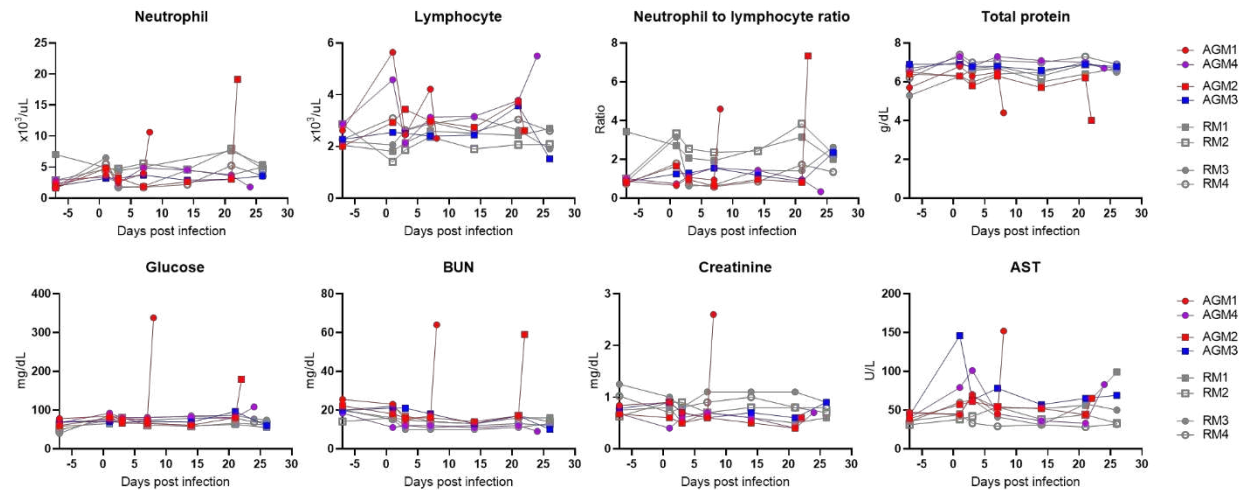 Neutrophil
x10³/uL
25
20
15
10
5
0
-5 0 5 10 15 20 25 30
Days post infection
Lymphocyte
x10³/uL
6
4
2
0
-5 0 5 10 15 20 25 30
Days post infection
Neutrophil to lymphocyte ratio
Ratio
8
6
4
2
0
-5 0 5 10 15 20 25 30
Days post infection
Total protein
g/dL
8
6
4
2
0
-5 0 5 10 15 20 25 30
Days post infection
AGM1
AGM4
AGM2
AGM3
RM1
RM2
RM3
RM4
Glucose
mg/dL
400
300
200
100
0
-5 0 5 10 15 20 25 30
Days post infection
BUN
mg/dL
80
60
40
20
0
-5 0 5 10 15 20 25 30
Days post infection
Creatinine
mg/dL
3
2
1
0
-5 0 5 10 15 20 25 30
Days post infection
AST
U/L
200
150
100
50
0
-5 0 5 10 15 20 25 30
Days post infection
AGM1
AGM4
AGM2
AGM3
RM1
RM2
RM3
RM4